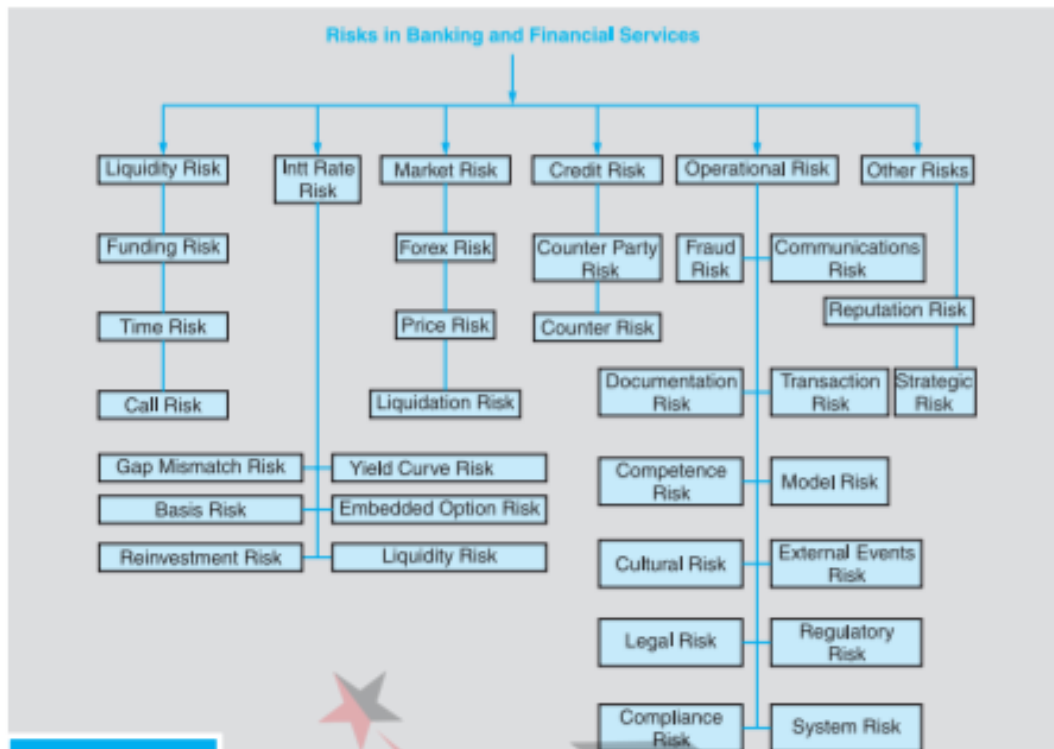 Risks in Banking and Financial Services
Liquidity Risk
Intt Rate
Risk
Market Risk
Credit Risk
Operational Risk
Other Risks
Funding Risk
Forex Risk
Counter Party
Risk
Fraud
Risk
Communications
Risk
Time Risk
Price Risk
Counter Risk
Reputation Risk
Call Risk
Liquidation Risk
Documentation
Risk
Transaction
Risk
Strategic
Risk
Gap Mismatch Risk
Yield Curve Risk
Competence
Risk
Model Risk
Basis Risk
Embedded Option Risk
Reinvestment Risk
Liquidity Risk
Cultural Risk
External Events
Risk
Legal Risk
Regulatory
Risk
Compliance
Risk
System Risk